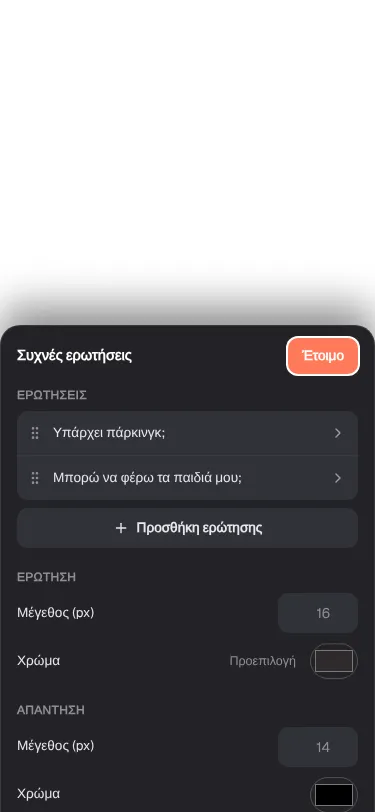 Συχνές ερωτήσεις
Έτοιμο
ΕΡΩΤΗΣΕΙΣ
Υπάρχει πάρκινγκ;
Μπορώ να φέρω τα παιδιά μου;
+ Προσθήκη ερώτησης
ΕΡΩΤΗΣΗ
Μέγεθος (px)
16
Χρώμα
Προεπιλογή
ΑΠΑΝΤΗΣΗ
Μέγεθος (px)
14
Χρώμα